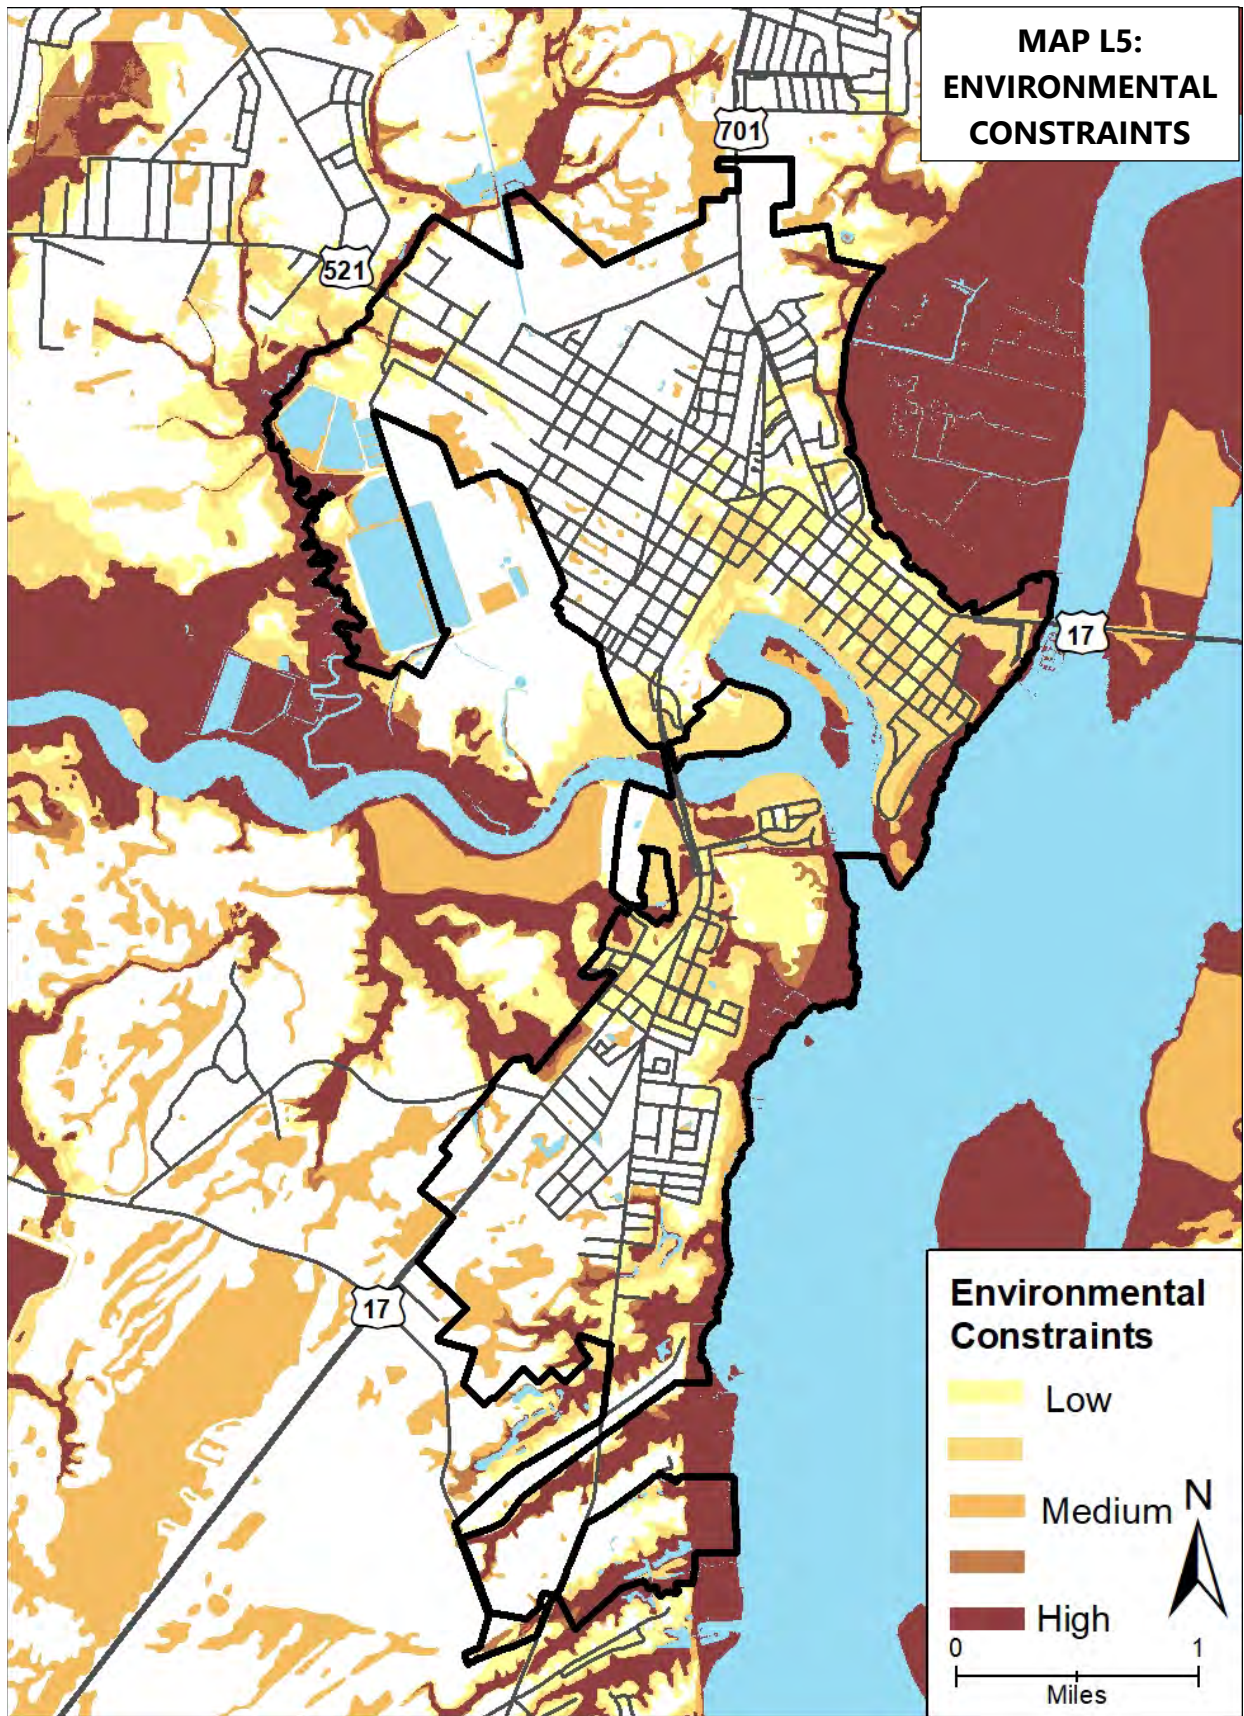 MAP L5:
ENVIRONMENTAL
CONSTRAINTS
701
521
17
17
Environmental
Constraints
Low
Medium
High
N
0 1
Miles